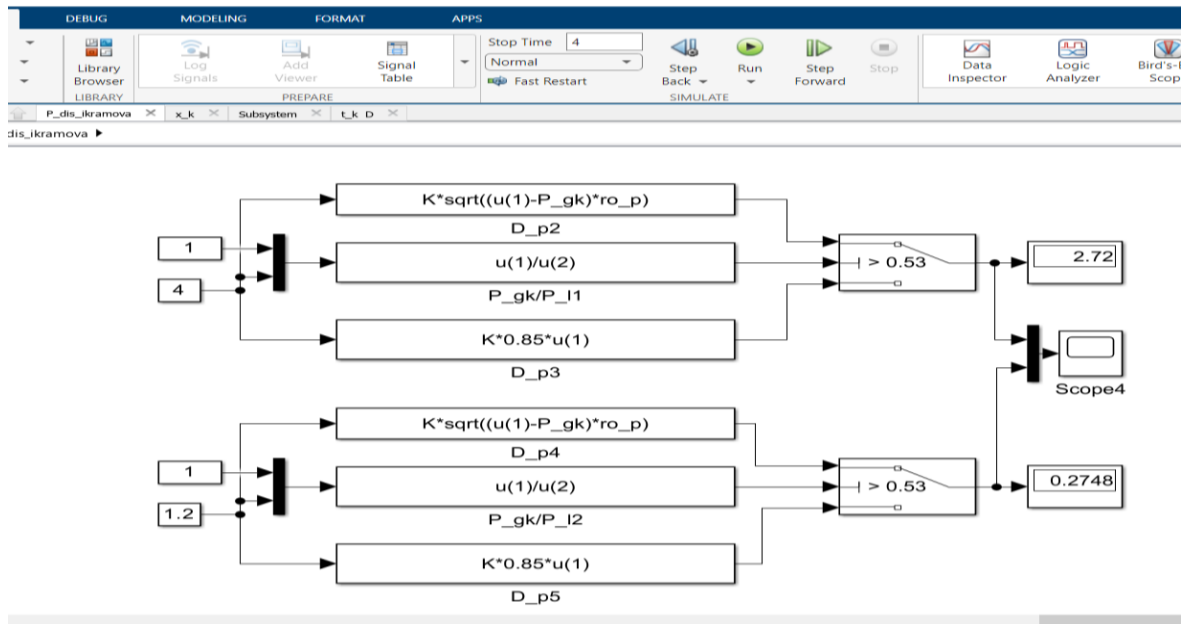 DEBUG
MODELING
FORMAT
APPS
Library
Browser
LIBRARY
Log
Signals
Add
Viewer
Signal
Table
PREPARE
Stop Time 4
Normal
Fast Restart
Step
Back
Run
Step
Forward
Stop
SIMULATE
Data
Inspector
Logic
Analyzer
Bird's-
Scop
P_dis_ikramova
x_k
Subsystem
t_k D
dis_ikramova
K*sqrt((u(1)-P_gk)*ro_p)
D_p2
1
u(1)/u(2)
P_gk/P_l1
4
K*0.85*u(1)
D_p3
> 0.53
2.72
Scope4
K*sqrt((u(1)-P_gk)*ro_p)
D_p4
1
u(1)/u(2)
P_gk/P_l2
1.2
K*0.85*u(1)
D_p5
> 0.53
0.2748